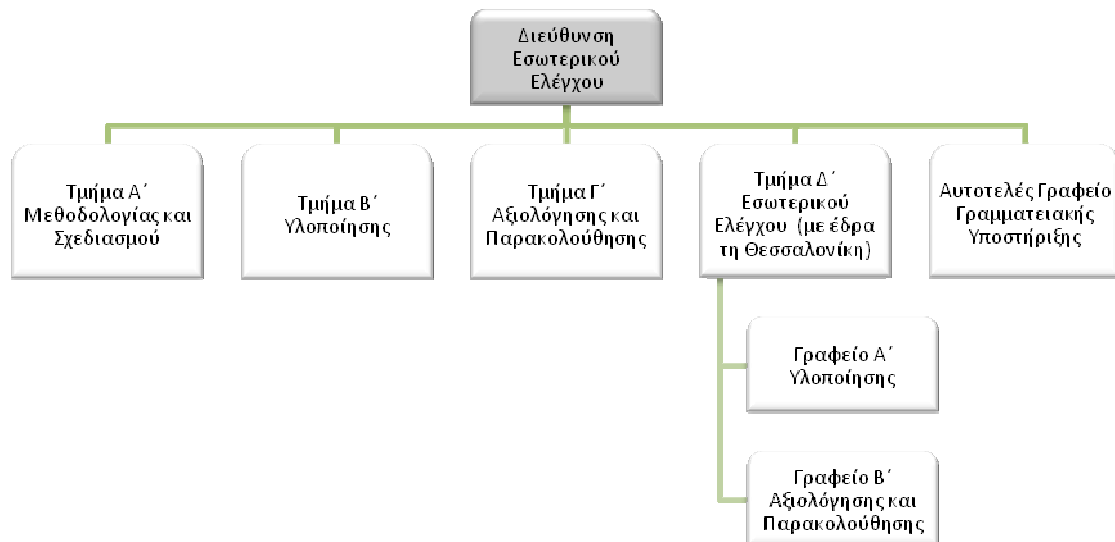 Διεύθυνση
Εσωτερικού
Ελέγχου
Τμήμα Α΄
Μεθοδολογίας και
Σχεδιασμού
Τμήμα Β΄
Υλοποίησης
Τμήμα Γ΄
Αξιολόγησης και
Παρακολούθησης
Τμήμα Δ΄
Εσωτερικού
Ελέγχου (με έδρα
τη Θεσσαλονίκη)
Αυτοτελές Γραφείο
Γραμματειακής
Υποστήριξης
Γραφείο Α΄
Υλοποίησης
Γραφείο Β΄
Αξιολόγησης και
Παρακολούθησης